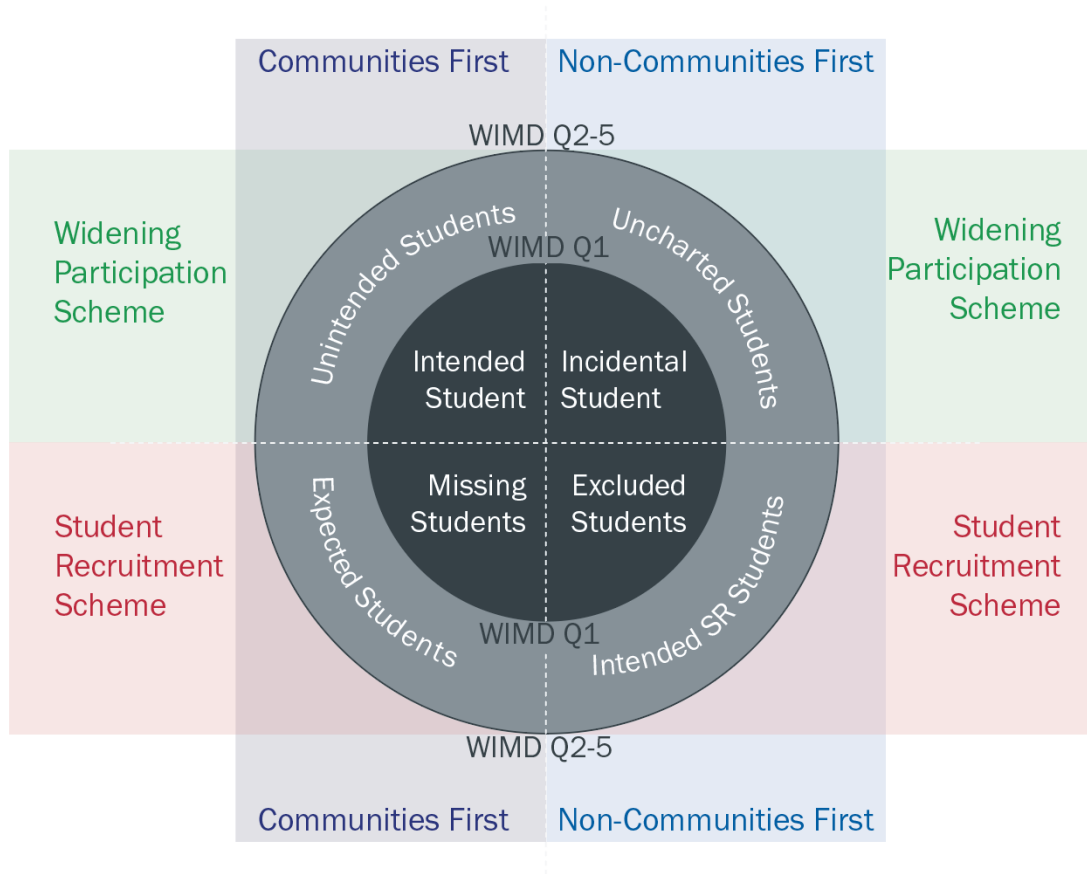 Communities First
Non-Communities First
WIMD Q2-5
Widening
Participation
Scheme
Unintended Students
Uncharted Students
Widening
Participation
Scheme
WIMD Q1
Intended
Student
Incidental
Student
Missing
Students
Excluded
Students
Student
Recruitment
Scheme
Expected Students
Intended SR Students
Student
Recruitment
Scheme
WIMD Q1
WIMD Q2-5
Communities First
Non-Communities First